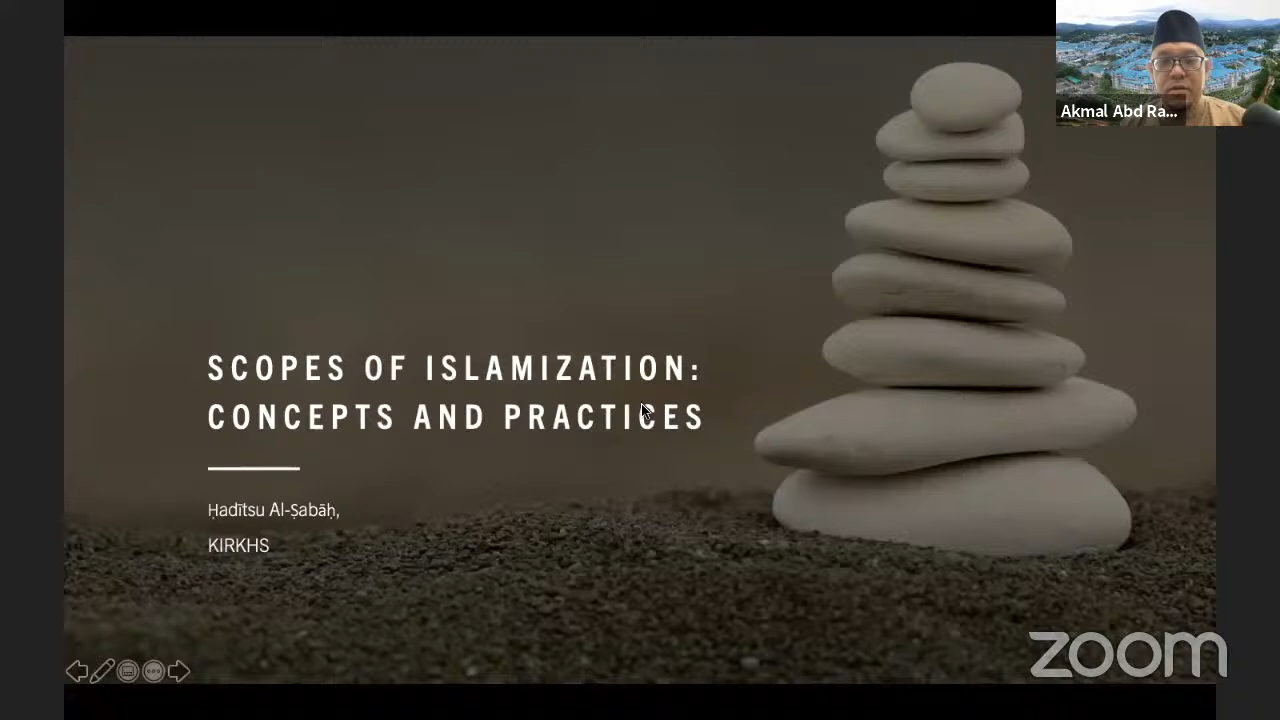 Akmal Abd Ra...
SCOPES OF ISLAMIZATION:
CONCEPTS AND PRACTICES
Ḥadītsu Al-Ṣabāḥ,
KIRKHS
zoom